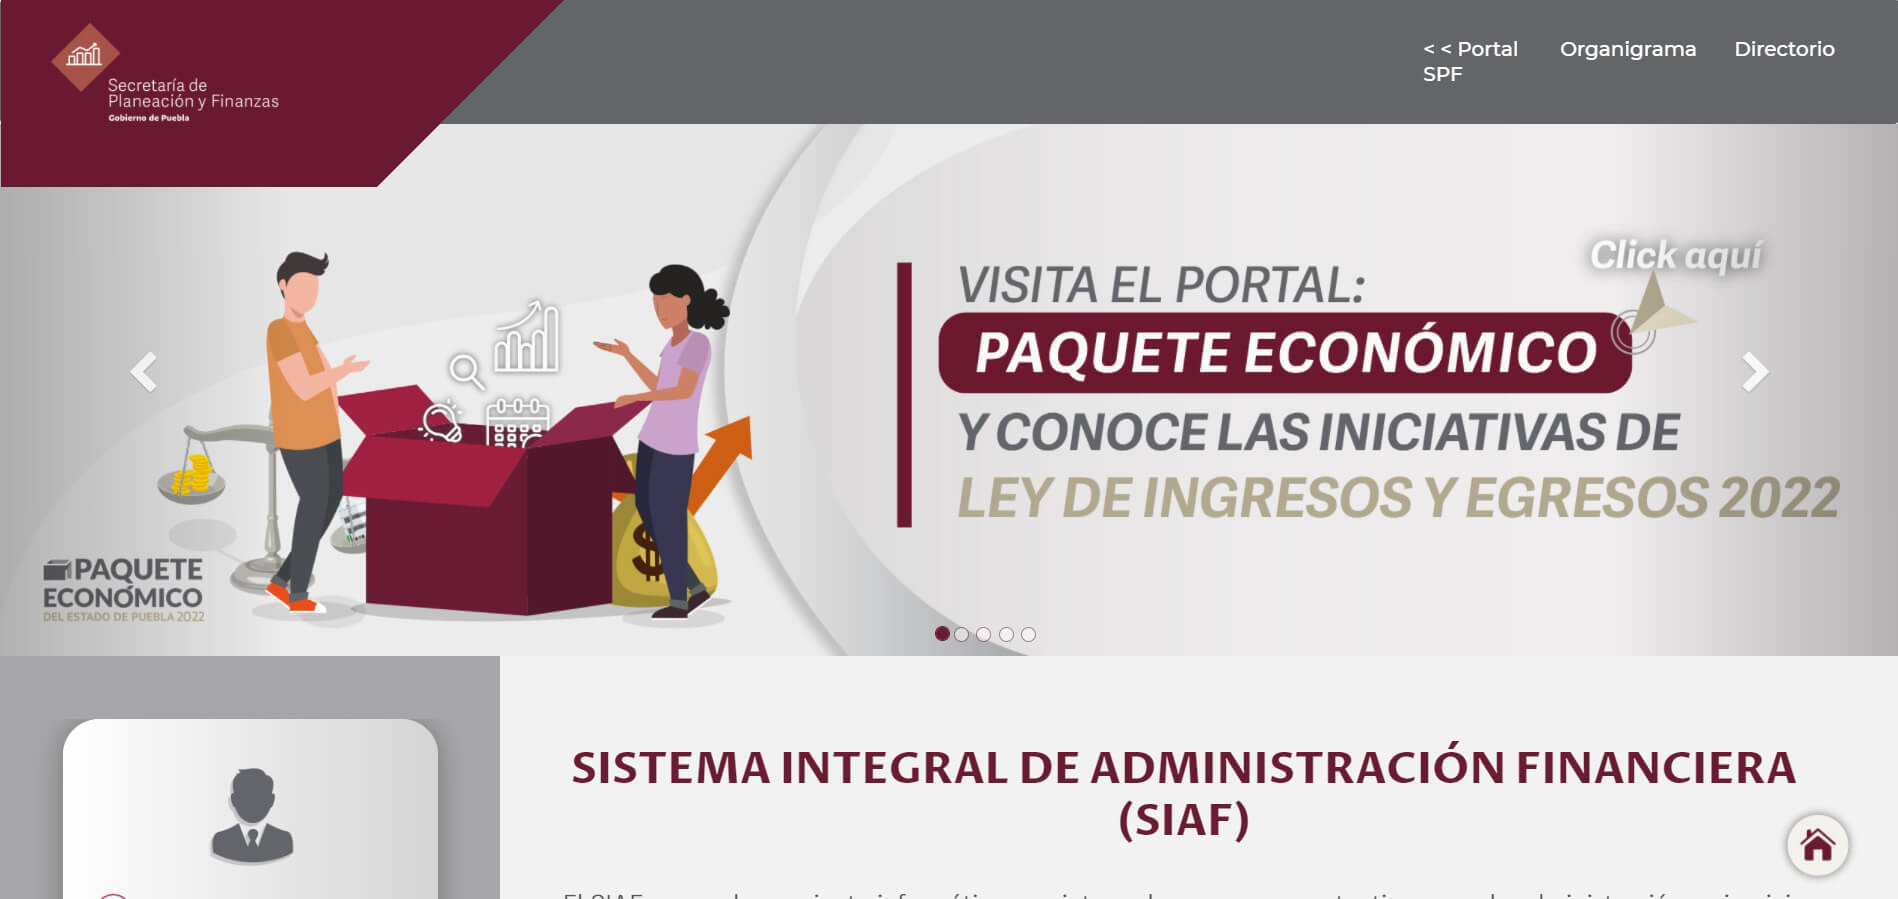 Secretaría de
Planeación y Finanzas
Gobierno de Puebla
< < Portal
SPF
Organigrama
Directorio
Click aquí
VISITA EL PORTAL:
PAQUETE ECONÓMICO
Y CONOCE LAS INICIATIVAS DE
LEY DE INGRESOS Y EGRESOS 2022
$
PAQUETE
ECONÓMICO
DEL ESTADO DE PUEBLA 2022
SISTEMA INTEGRAL DE ADMINISTRACIÓN FINANCIERA
(SIAF)
El SIAF